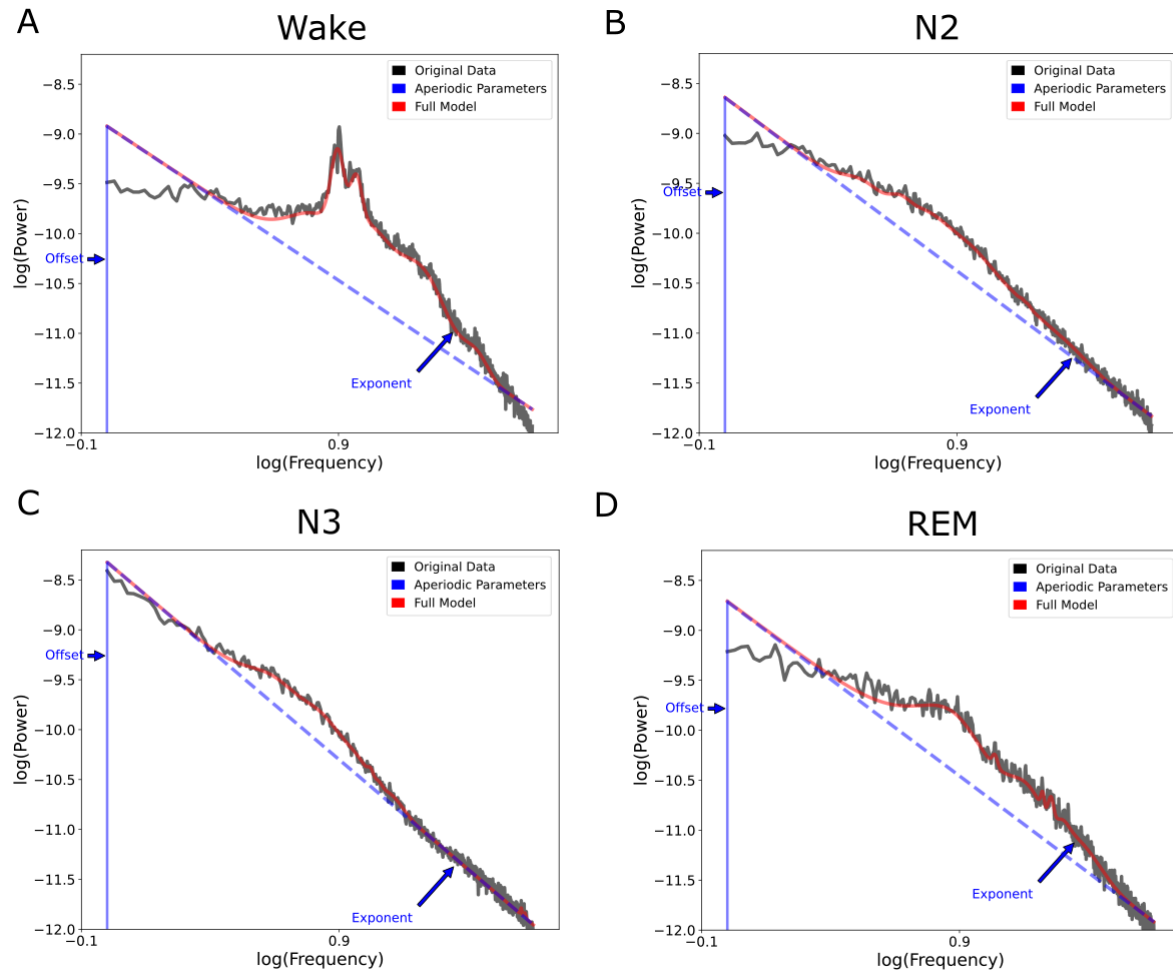 A
Wake
Original Data
Aperiodic Parameters
Full Model
−8.5
−9.0
−9.5
−10.0
−10.5
−11.0
−11.5
−12.0
log(Power)
Offset
Exponent
−0.1
0.9
log(Frequency)
B
N2
Original Data
Aperiodic Parameters
Full Model
−8.5
−9.0
−9.5
−10.0
−10.5
−11.0
−11.5
−12.0
log(Power)
Offset
Exponent
−0.1
0.9
log(Frequency)
C
N3
Original Data
Aperiodic Parameters
Full Model
−8.5
−9.0
−9.5
−10.0
−10.5
−11.0
−11.5
−12.0
log(Power)
Offset
Exponent
−0.1
0.9
log(Frequency)
D
REM
Original Data
Aperiodic Parameters
Full Model
−8.5
−9.0
−9.5
−10.0
−10.5
−11.0
−11.5
−12.0
log(Power)
Offset
Exponent
−0.1
0.9
log(Frequency)